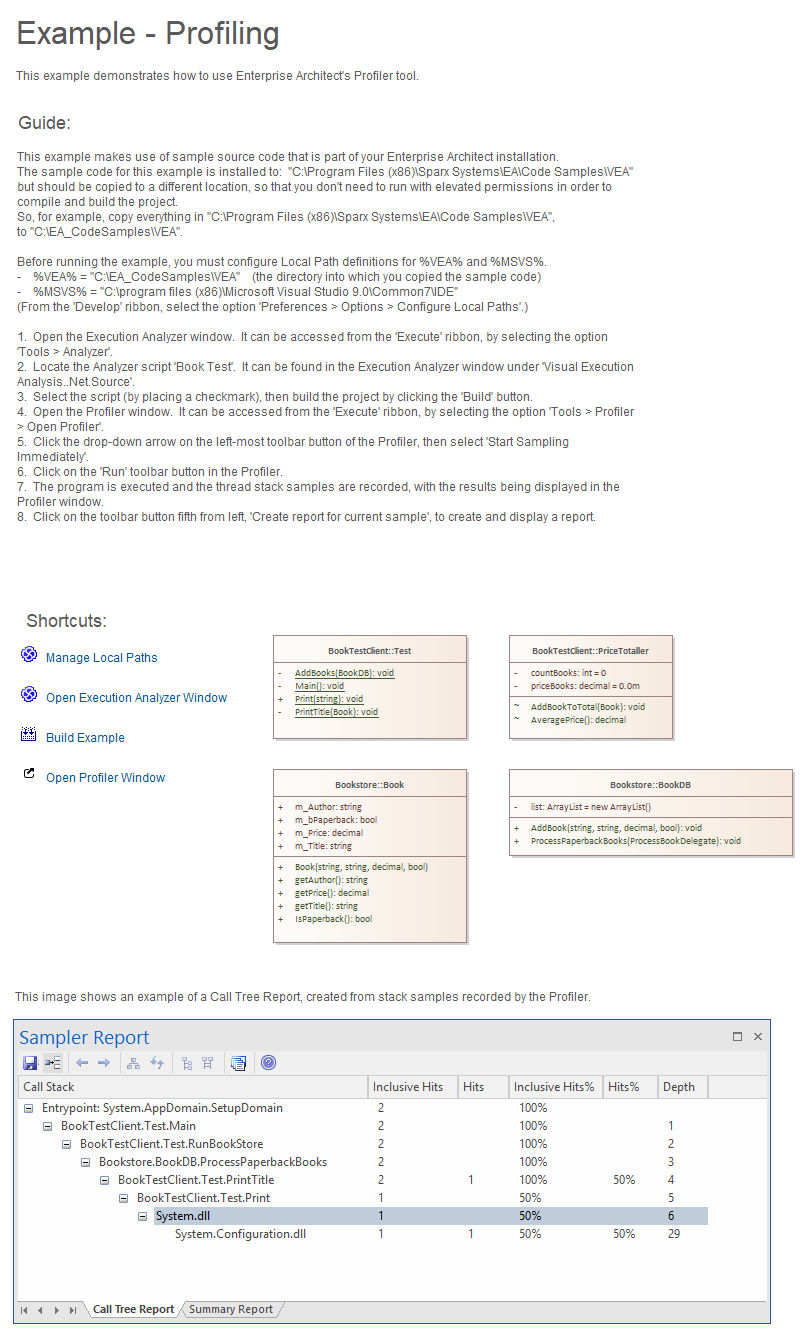 Example - Profiling
This example demonstrates how to use Enterprise Architect's Profiler tool.
Guide:
This example makes use of sample source code that is part of your Enterprise Architect installation.
The sample code for this example is installed to:  "C:\Program Files (x86)\Sparx Systems\EA\Code Samples\VEA"
but should be copied to a different location, so that you don't need to run with elevated permissions in order to
compile and build the project.
So, for example, copy everything in "C:\Program Files (x86)\Sparx Systems\EA\Code Samples\VEA",
to "C:\EA_CodeSamples\VEA".
Before running the example, you must configure Local Path definitions for %VEA% and %MSVS%.
-    %VEA% = "C:\EA_CodeSamples\VEA"    (the directory into which you copied the sample code)
-    %MSVS% = "C:\program files (x86)\Microsoft Visual Studio 9.0\Common7\IDE"
(From the 'Develop' ribbon, select the option 'Preferences > Options > Configure Local Paths'.)
1.  Open the Execution Analyzer window.  It can be accessed from the 'Execute' ribbon, by selecting the option
'Tools > Analyzer'.
2.  Locate the Analyzer script 'Book Test'.  It can be found in the Execution Analyzer window under 'Visual Execution
Analysis..Net.Source'.
3.  Select the script (by placing a checkmark), then build the project by clicking the 'Build' button.
4.  Open the Profiler window.  It can be accessed from the 'Execute' ribbon, by selecting the option 'Tools > Profiler
> Open Profiler'.
5.  Click the drop-down arrow on the left-most toolbar button of the Profiler, then select 'Start Sampling
Immediately'.
6.  Click on the 'Run' toolbar button in the Profiler.
7.  The program is executed and the thread stack samples are recorded, with the results being displayed in the
Profiler window.
8.  Click on the toolbar button fifth from left, 'Create report for current sample', to create and display a report.
Shortcuts:
Manage Local Paths
Open Execution Analyzer Window
Build Example
Open Profiler Window
BookTestClient::Test
- AddBooks(BookDB): void
- Main(): void
+ Print(string): void
- PrintTitle(Book): void
BookTestClient::PriceTotaller
- countBooks: int = 0
- priceBooks: decimal = 0.0m
~ AddBookToTotal(Book): void
~ AveragePrice(): decimal
Bookstore::Book
+ m_Author: string
+ m_bPaperback: bool
+ m_Price: decimal
+ m_Title: string
+ Book(string, string, decimal, bool)
+ getAuthor(): string
+ getPrice(): decimal
+ getTitle(): string
+ IsPaperback(): bool
Bookstore::BookDB
- list: ArrayList = new ArrayList()
+ AddBook(string, string, decimal, bool): void
+ ProcessPaperbackBooks(ProcessBookDelegate): void
This image shows an example of a Call Tree Report, created from stack samples recorded by the Profiler.
Sampler Report
Call Stack Inclusive Hits Hits Inclusive Hits% Hits% Depth
Entrypoint: System.AppDomain.SetupDomain 2 100%
BookTestClient.Test.Main 2 100% 1
BookTestClient.Test.RunBookStore 2 100% 2
Bookstore.BookDB.ProcessPaperbackBooks 2 100% 3
BookTestClient.Test.PrintTitle 2 1 100% 50% 4
BookTestClient.Test.Print 1 50% 5
System.dll 1 50% 6
System.Configuration.dll 1 1 50% 50% 29
Call Tree Report Summary Report